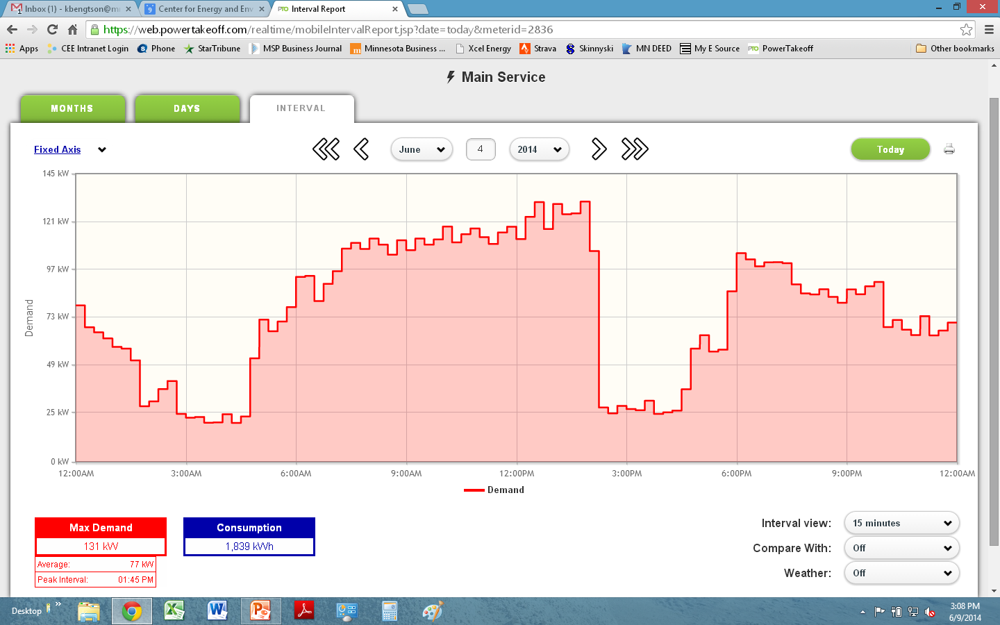 Inbox (1) - kbengtson@m
Center for Energy and Env
PTO Interval Report
https://web.powertakeoff.com/realtime/mobileIntervalReport.jsp?date=today&meterid=2836
Apps CEE Intranet Login Phone StarTribune MSP Business Journal Minnesota Business ... Xcel Energy Strava Skinnyski MN DEED My E Source PTO PowerTakeoff Other bookmarks
Main Service
MONTHS DAYS INTERVAL
Fixed Axis June 4 2014 Today
145 kW
121 kW
97 kW
73 kW
49 kW
25 kW
0 kW
Demand
12:00AM 3:00AM 6:00AM 9:00AM 12:00PM 3:00PM 6:00PM 9:00PM 12:00AM
Demand
Max Demand
131 kW
Average: 77 kW
Peak Interval: 01:45 PM
Consumption
1,839 kWh
Interval view: 15 minutes
Compare With: Off
Weather: Off
Desktop
3:08 PM
6/9/2014